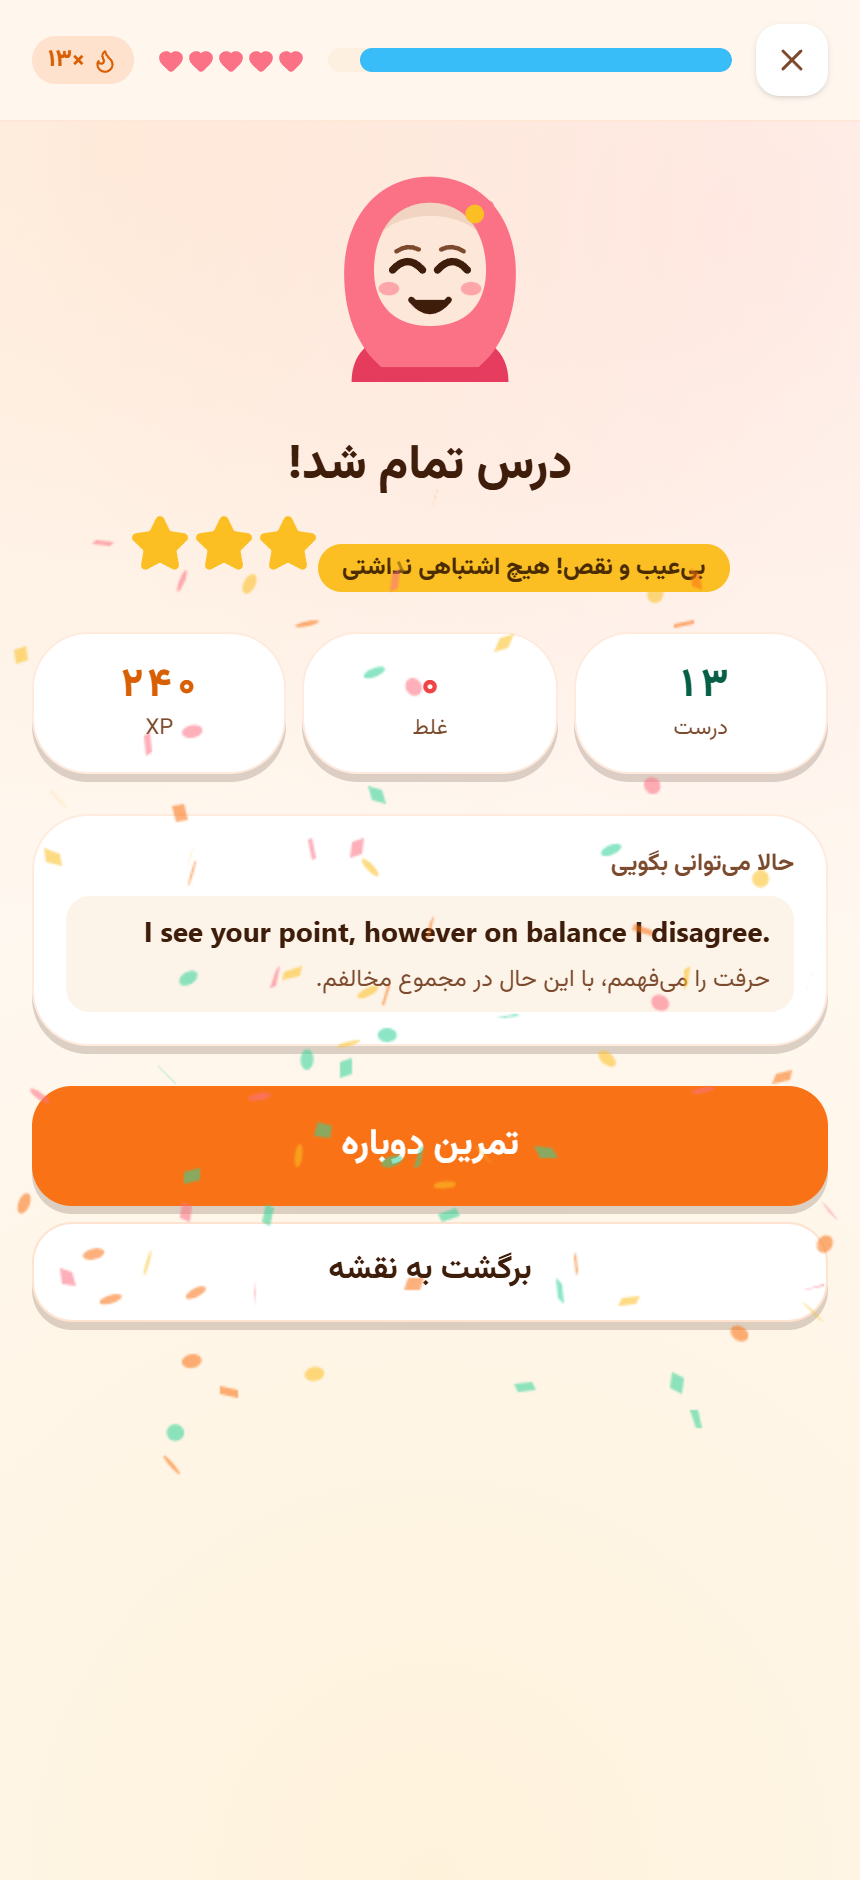 ×۱۳
درس تمام شد!
بی‌عیب و نقص! هیچ اشتباهی نداشتی
۱۳
درست
۰
غلط
۲۴۰
XP
حالا می‌توانی بگویی
I see your point, however on balance I disagree.
حرفت را می‌فهمم، با این حال در مجموع مخالفم.
تمرین دوباره
برگشت به نقشه